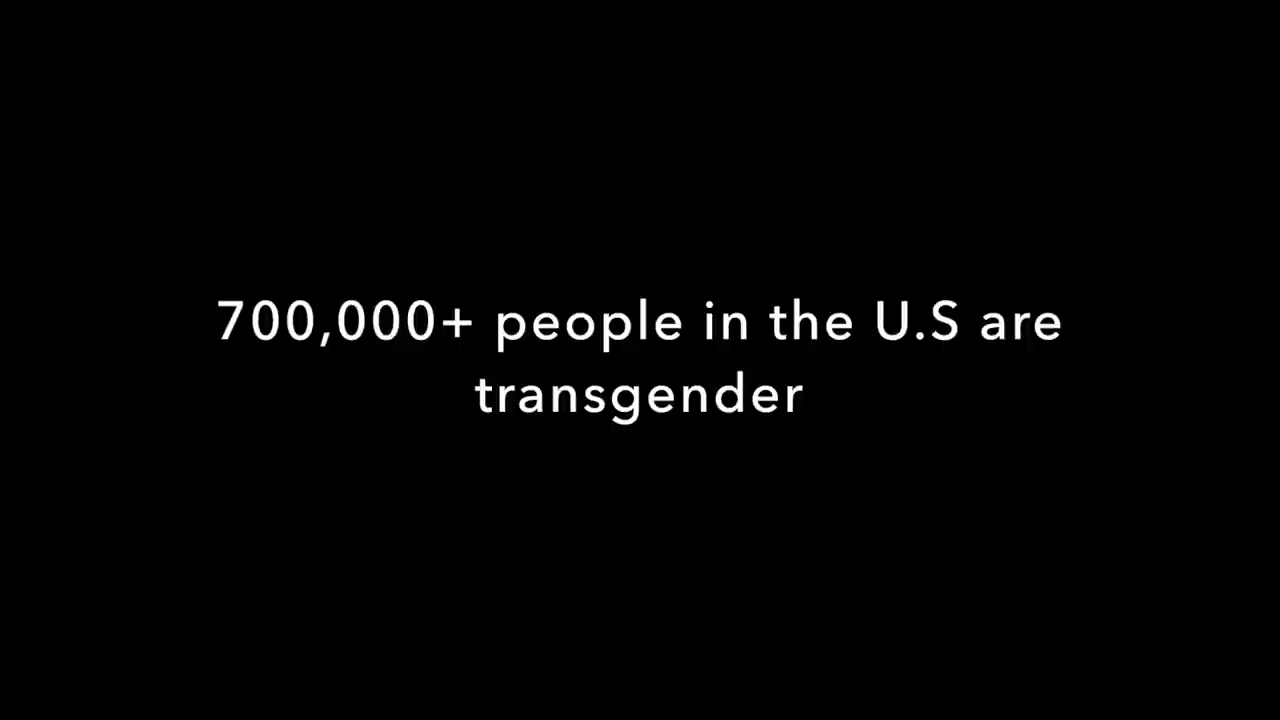 700,000+ people in the U.S are
transgender